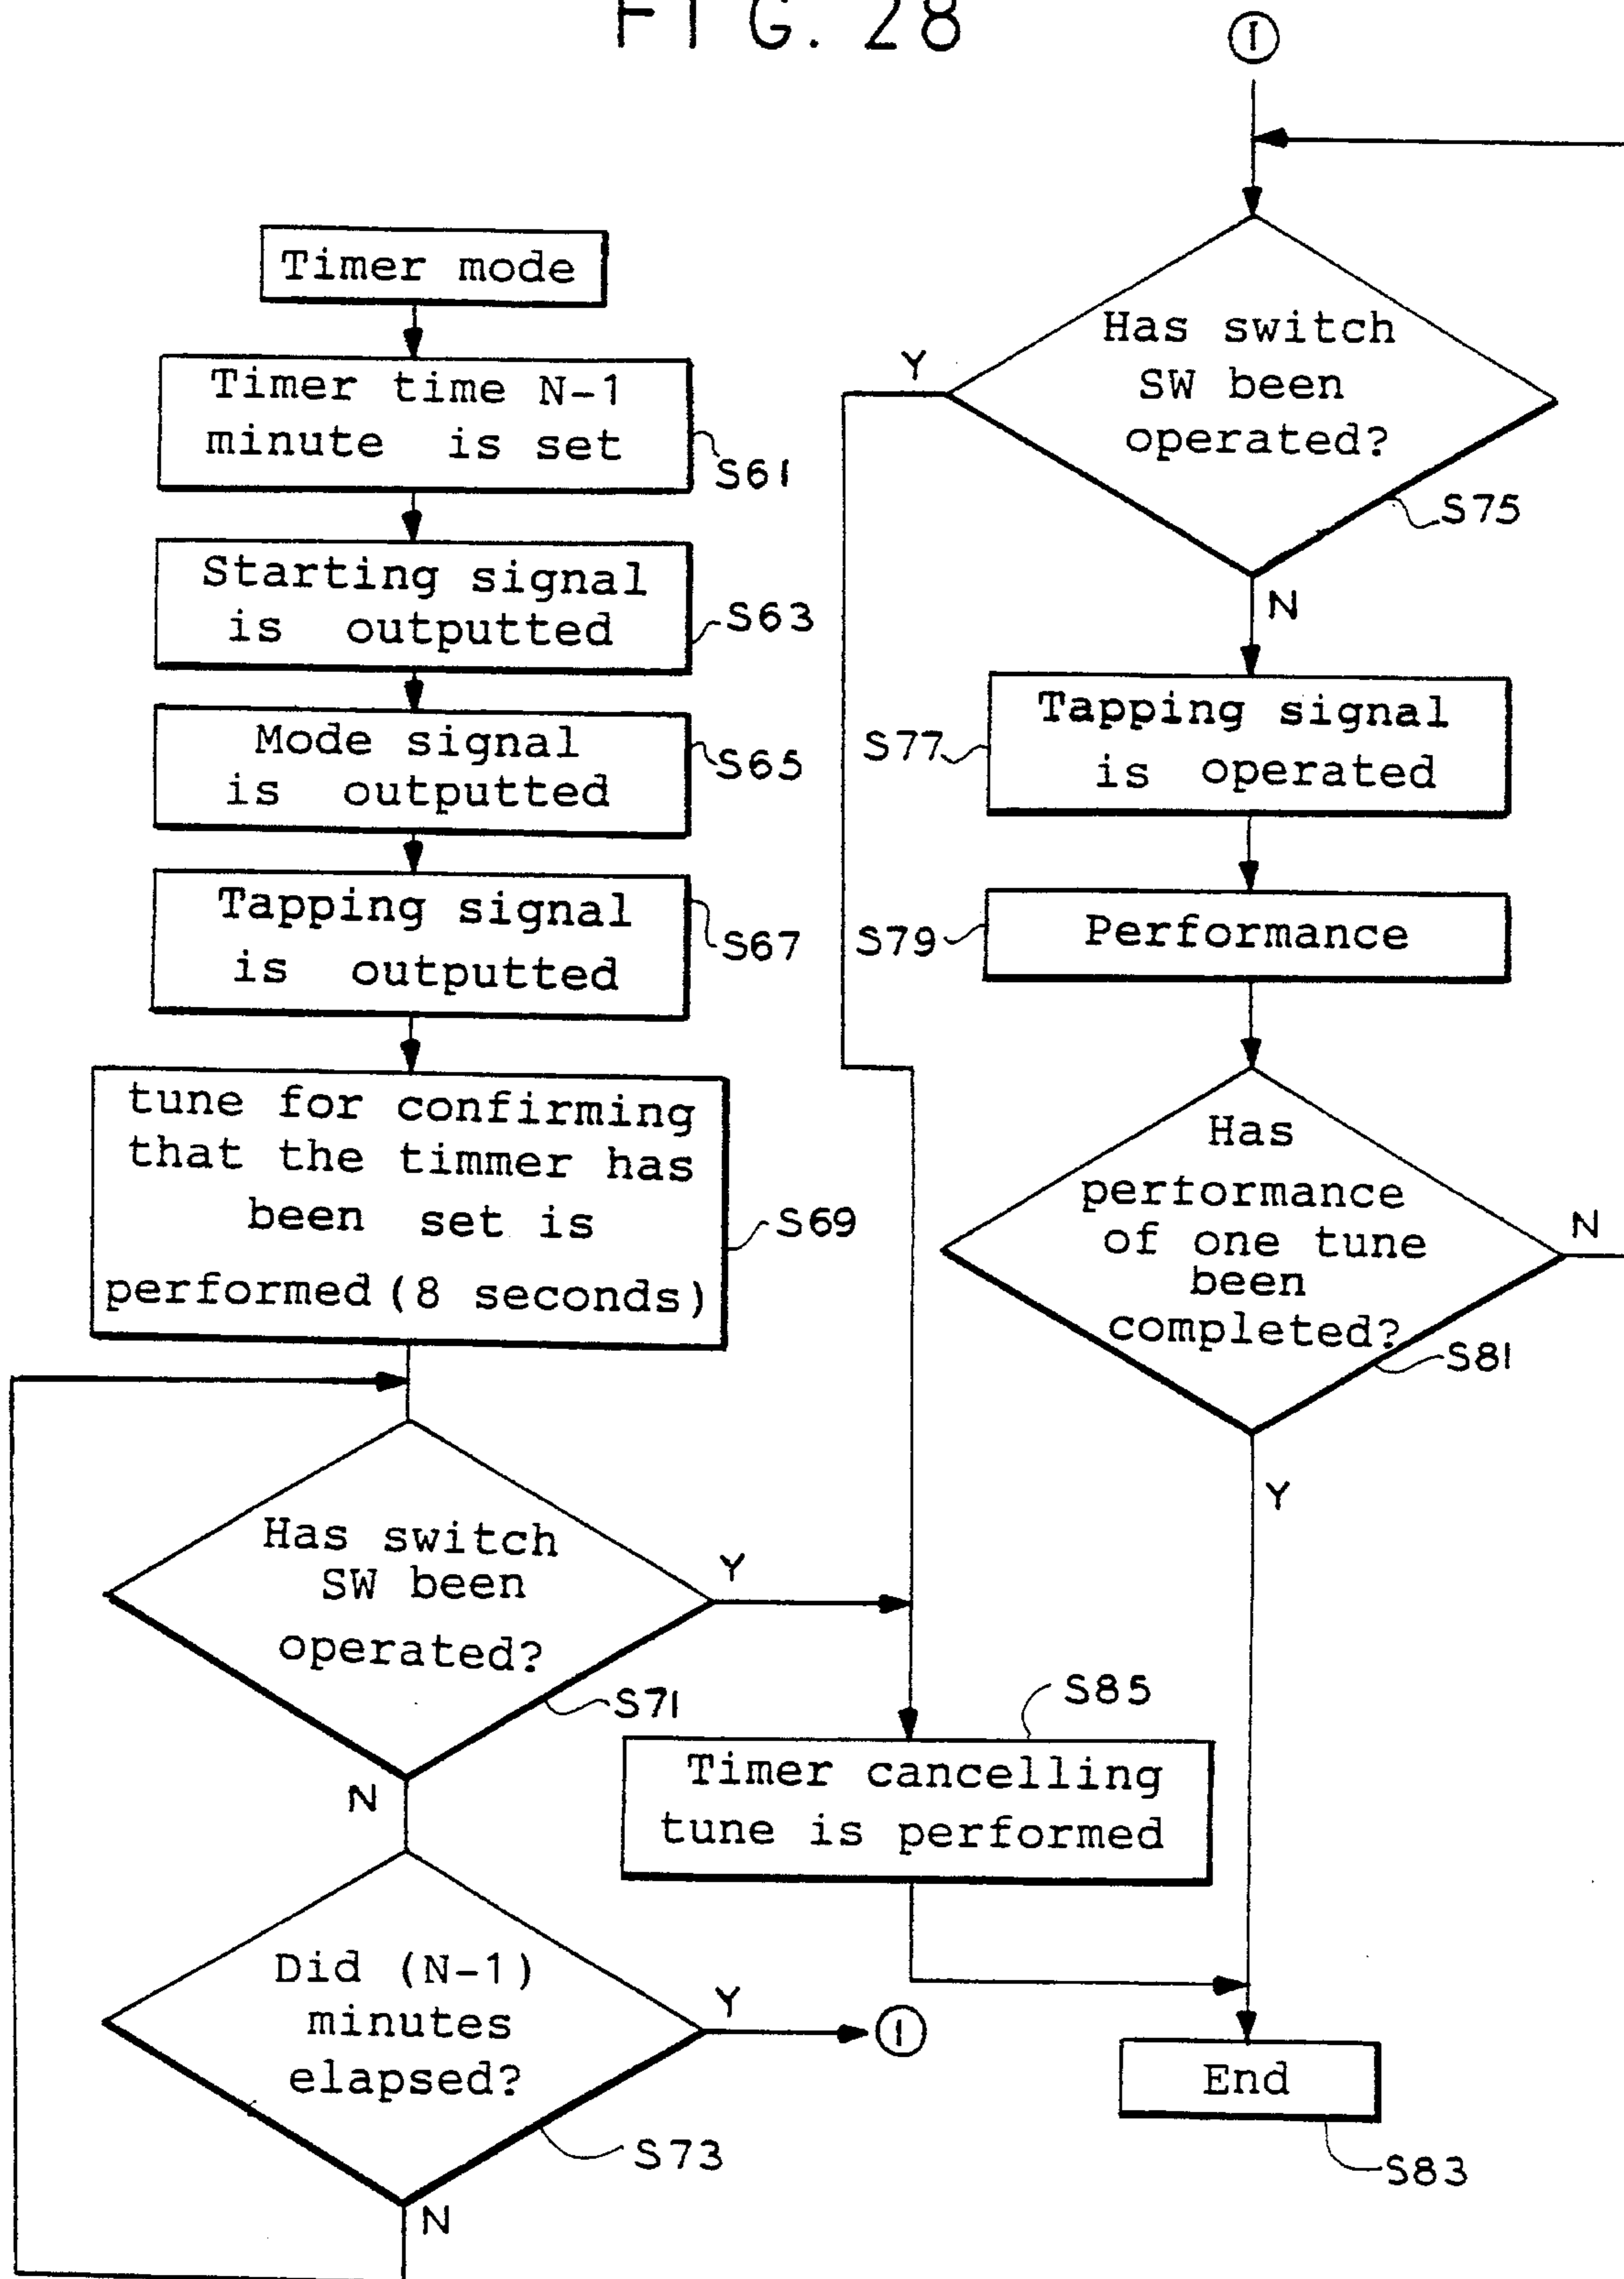 FIG. 28
Timer mode
Timer time N-1
minute is set
S61
Starting signal
is outputted
S63
Mode signal
is outputted
S65
Tapping signal
is outputted
S67
tune for confirming
that the timmer has
been set is
performed (8 seconds)
S69
Has switch
SW been
operated?
S71
Y
N
Did (N-1)
minutes
elapsed?
S73
Y
1
N
1
Has switch
SW been
operated?
S75
Y
N
Tapping signal
is operated
S77
Performance
S79
Has
performance
of one tune
been
completed?
S81
N
Y
S85
Timer cancelling
tune is performed
End
S83